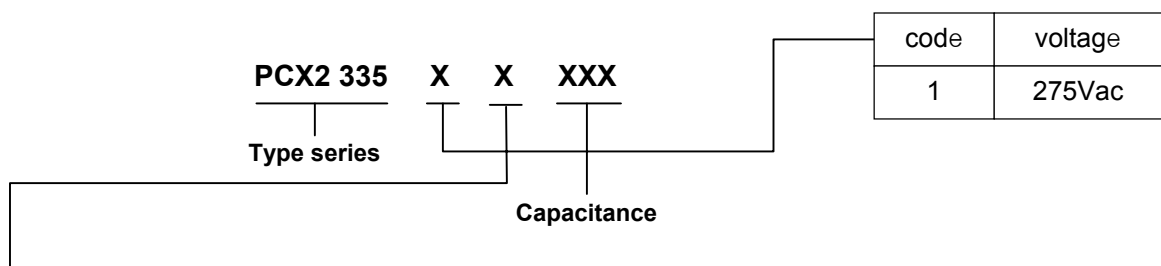 code voltage
PCX2 335 X X XXX
1 275Vac
Type series
Capacitance